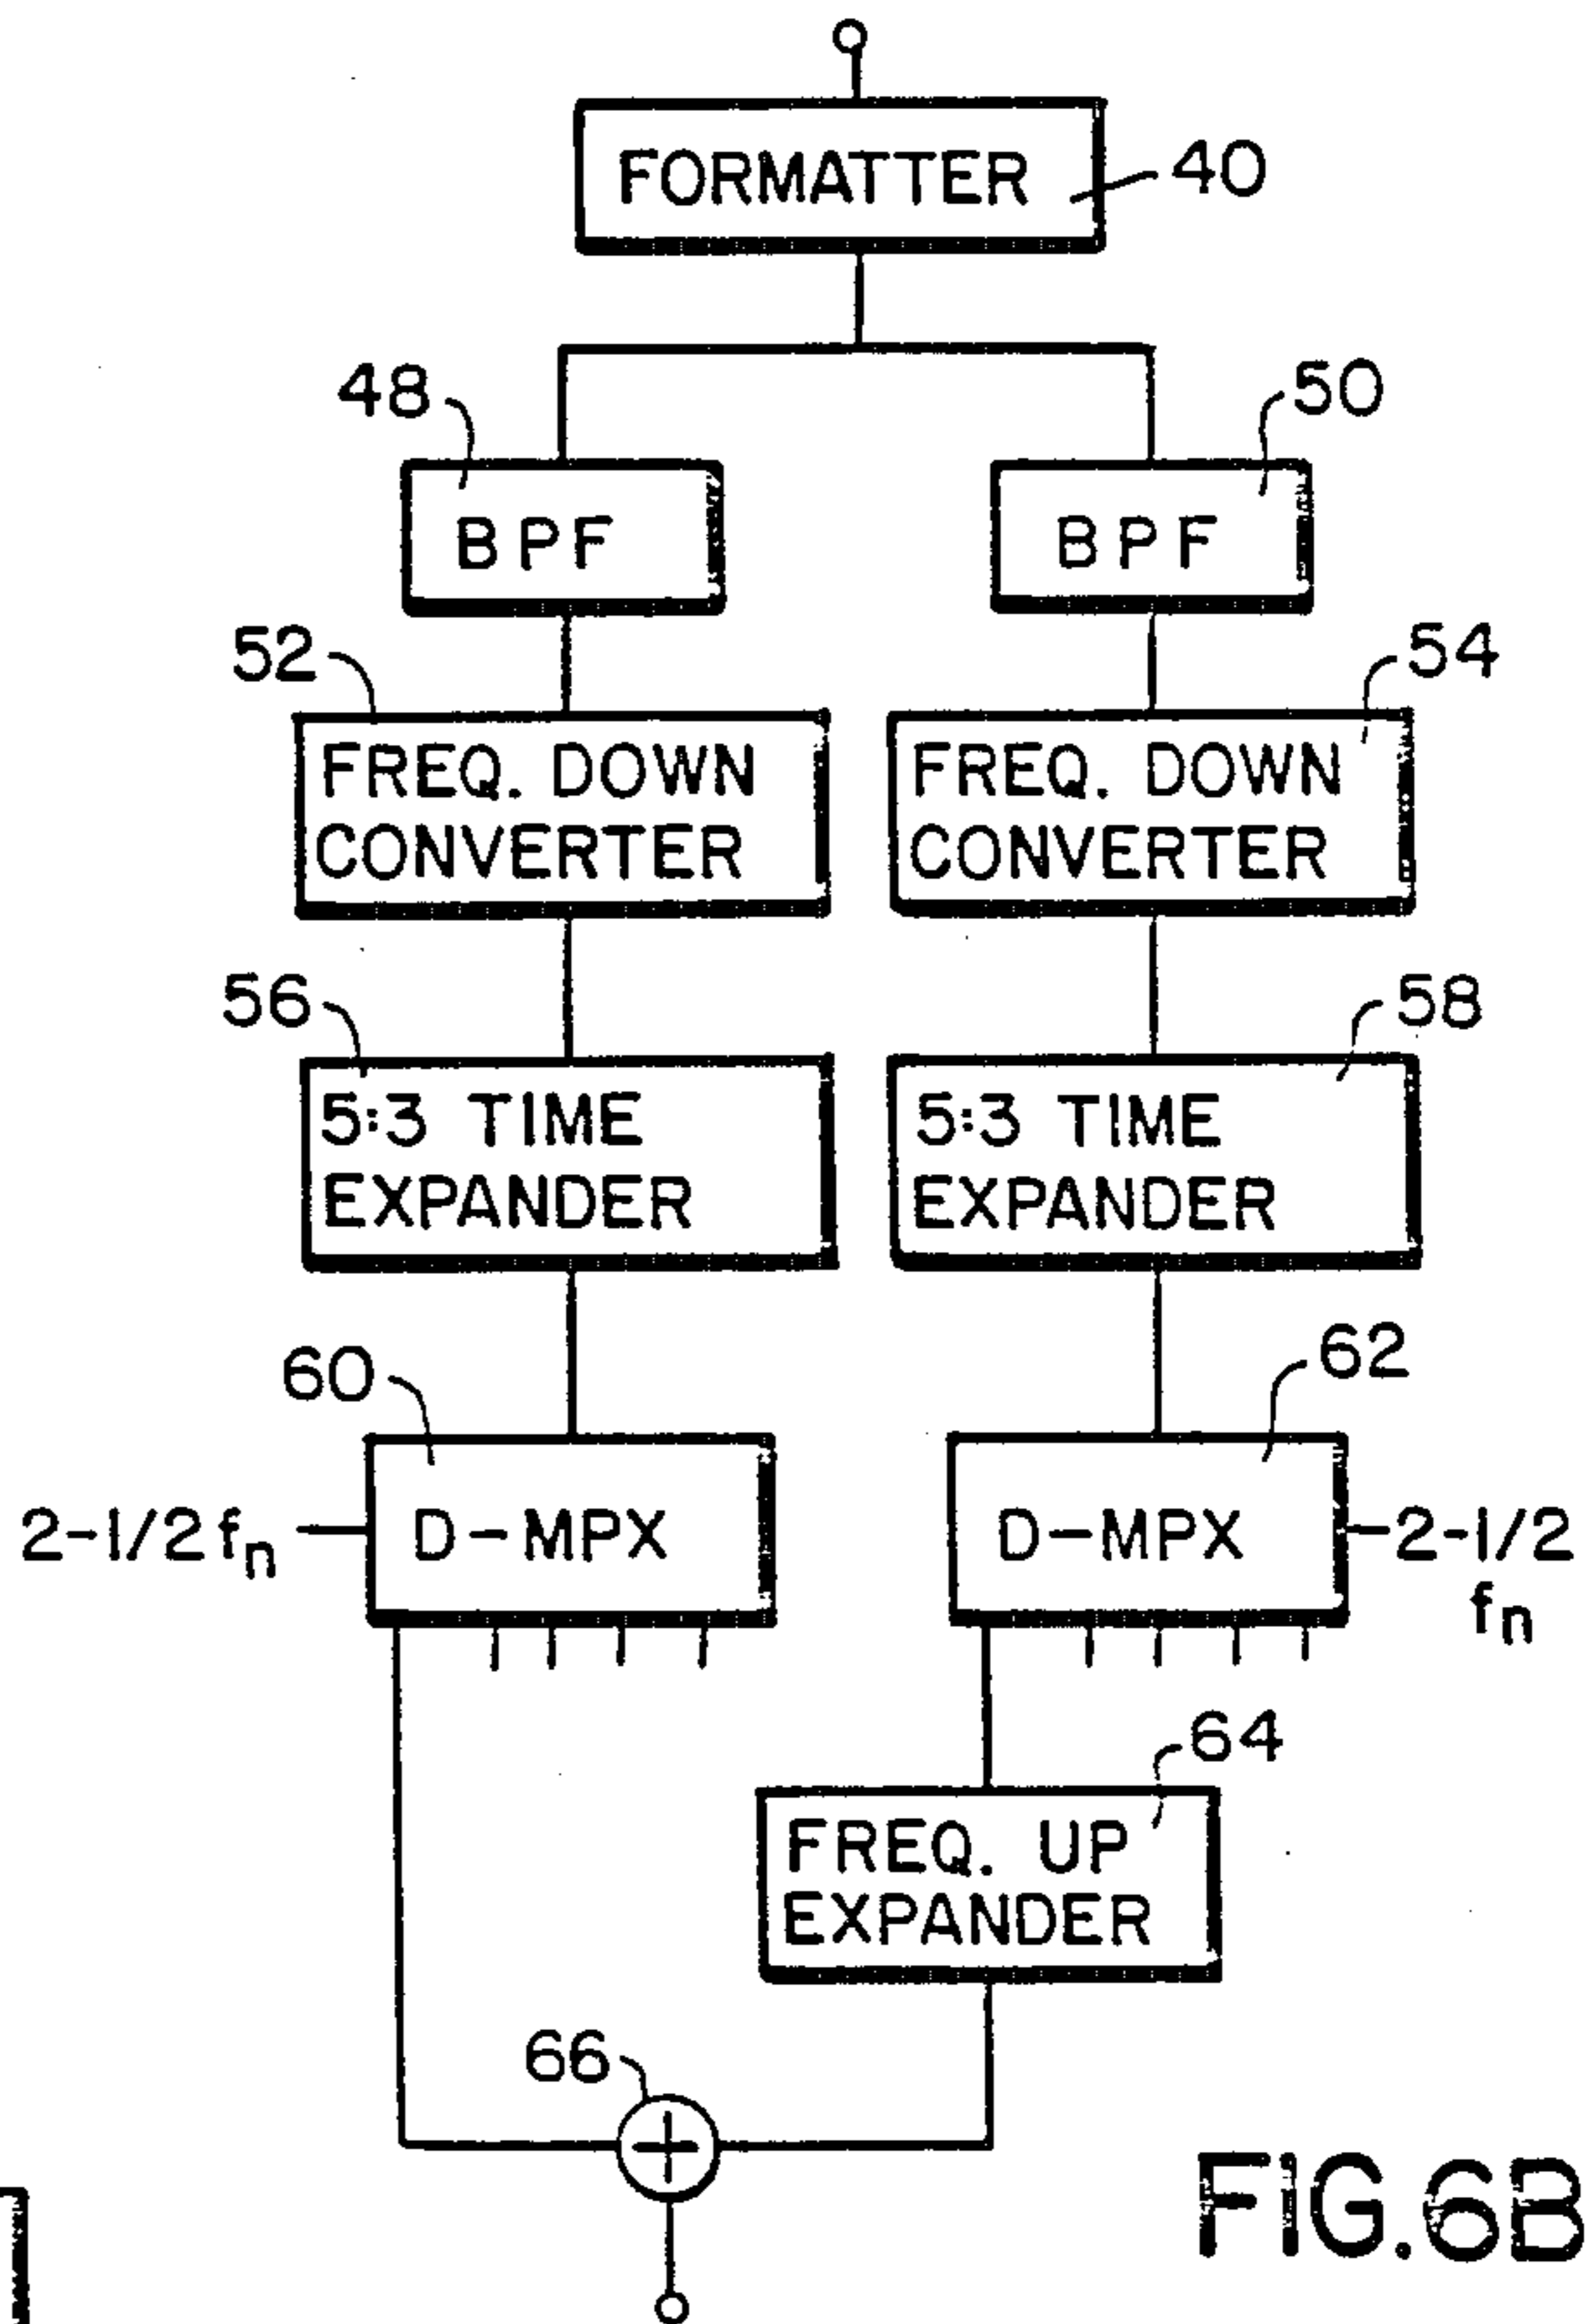 FORMATTER
40
48
50
BPF
BPF
52
54
FREQ. DOWN
CONVERTER
FREQ. DOWN
CONVERTER
56
58
5:3 TIME
EXPANDER
5:3 TIME
EXPANDER
60
62
2-1/2 fn
D-MPX
D-MPX
2-1/2
fn
64
FREQ. UP
EXPANDER
66
+
FIG.6B